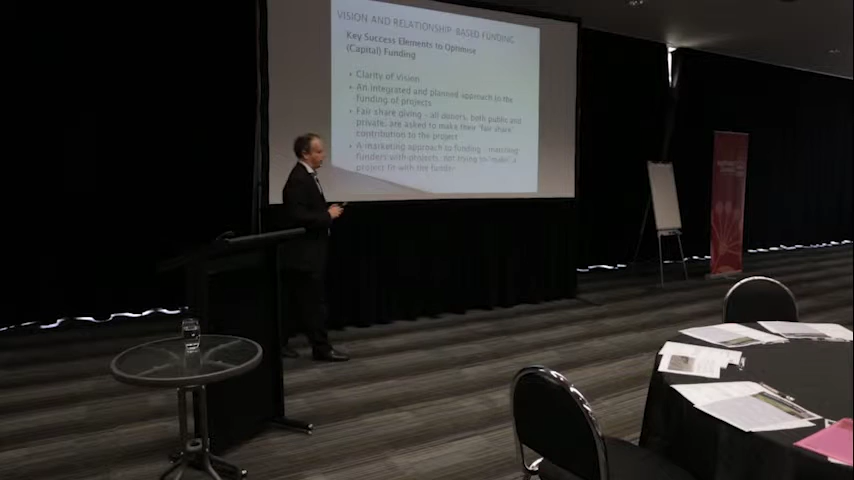 VISION AND RELATIONSHIP-BASED FUNDING
Key Success Elements to Optimise
(Capital) Funding
• Clarity of Vision
• An integrated and planned approach to the
funding of projects
• Fair share giving - all donors, both public and
private, are asked to make their "fair share"
contribution to the project
• A marketing approach to funding - matching
funders with projects, not trying to "make" a
project fit with the funder